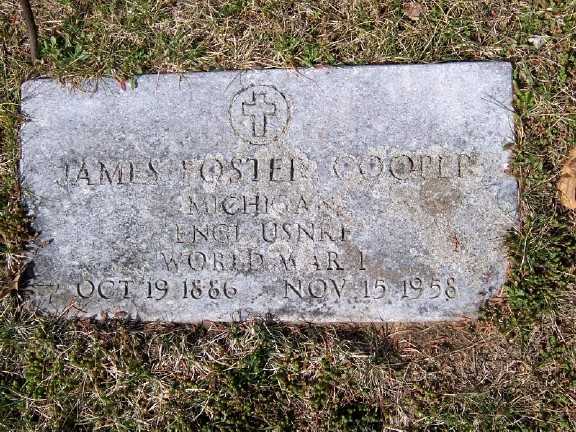 JAMES FOSTER COOPER
MICHIGAN
ENG1 USNRF
WORLD WAR I
OCT 19 1886 NOV 15 1958